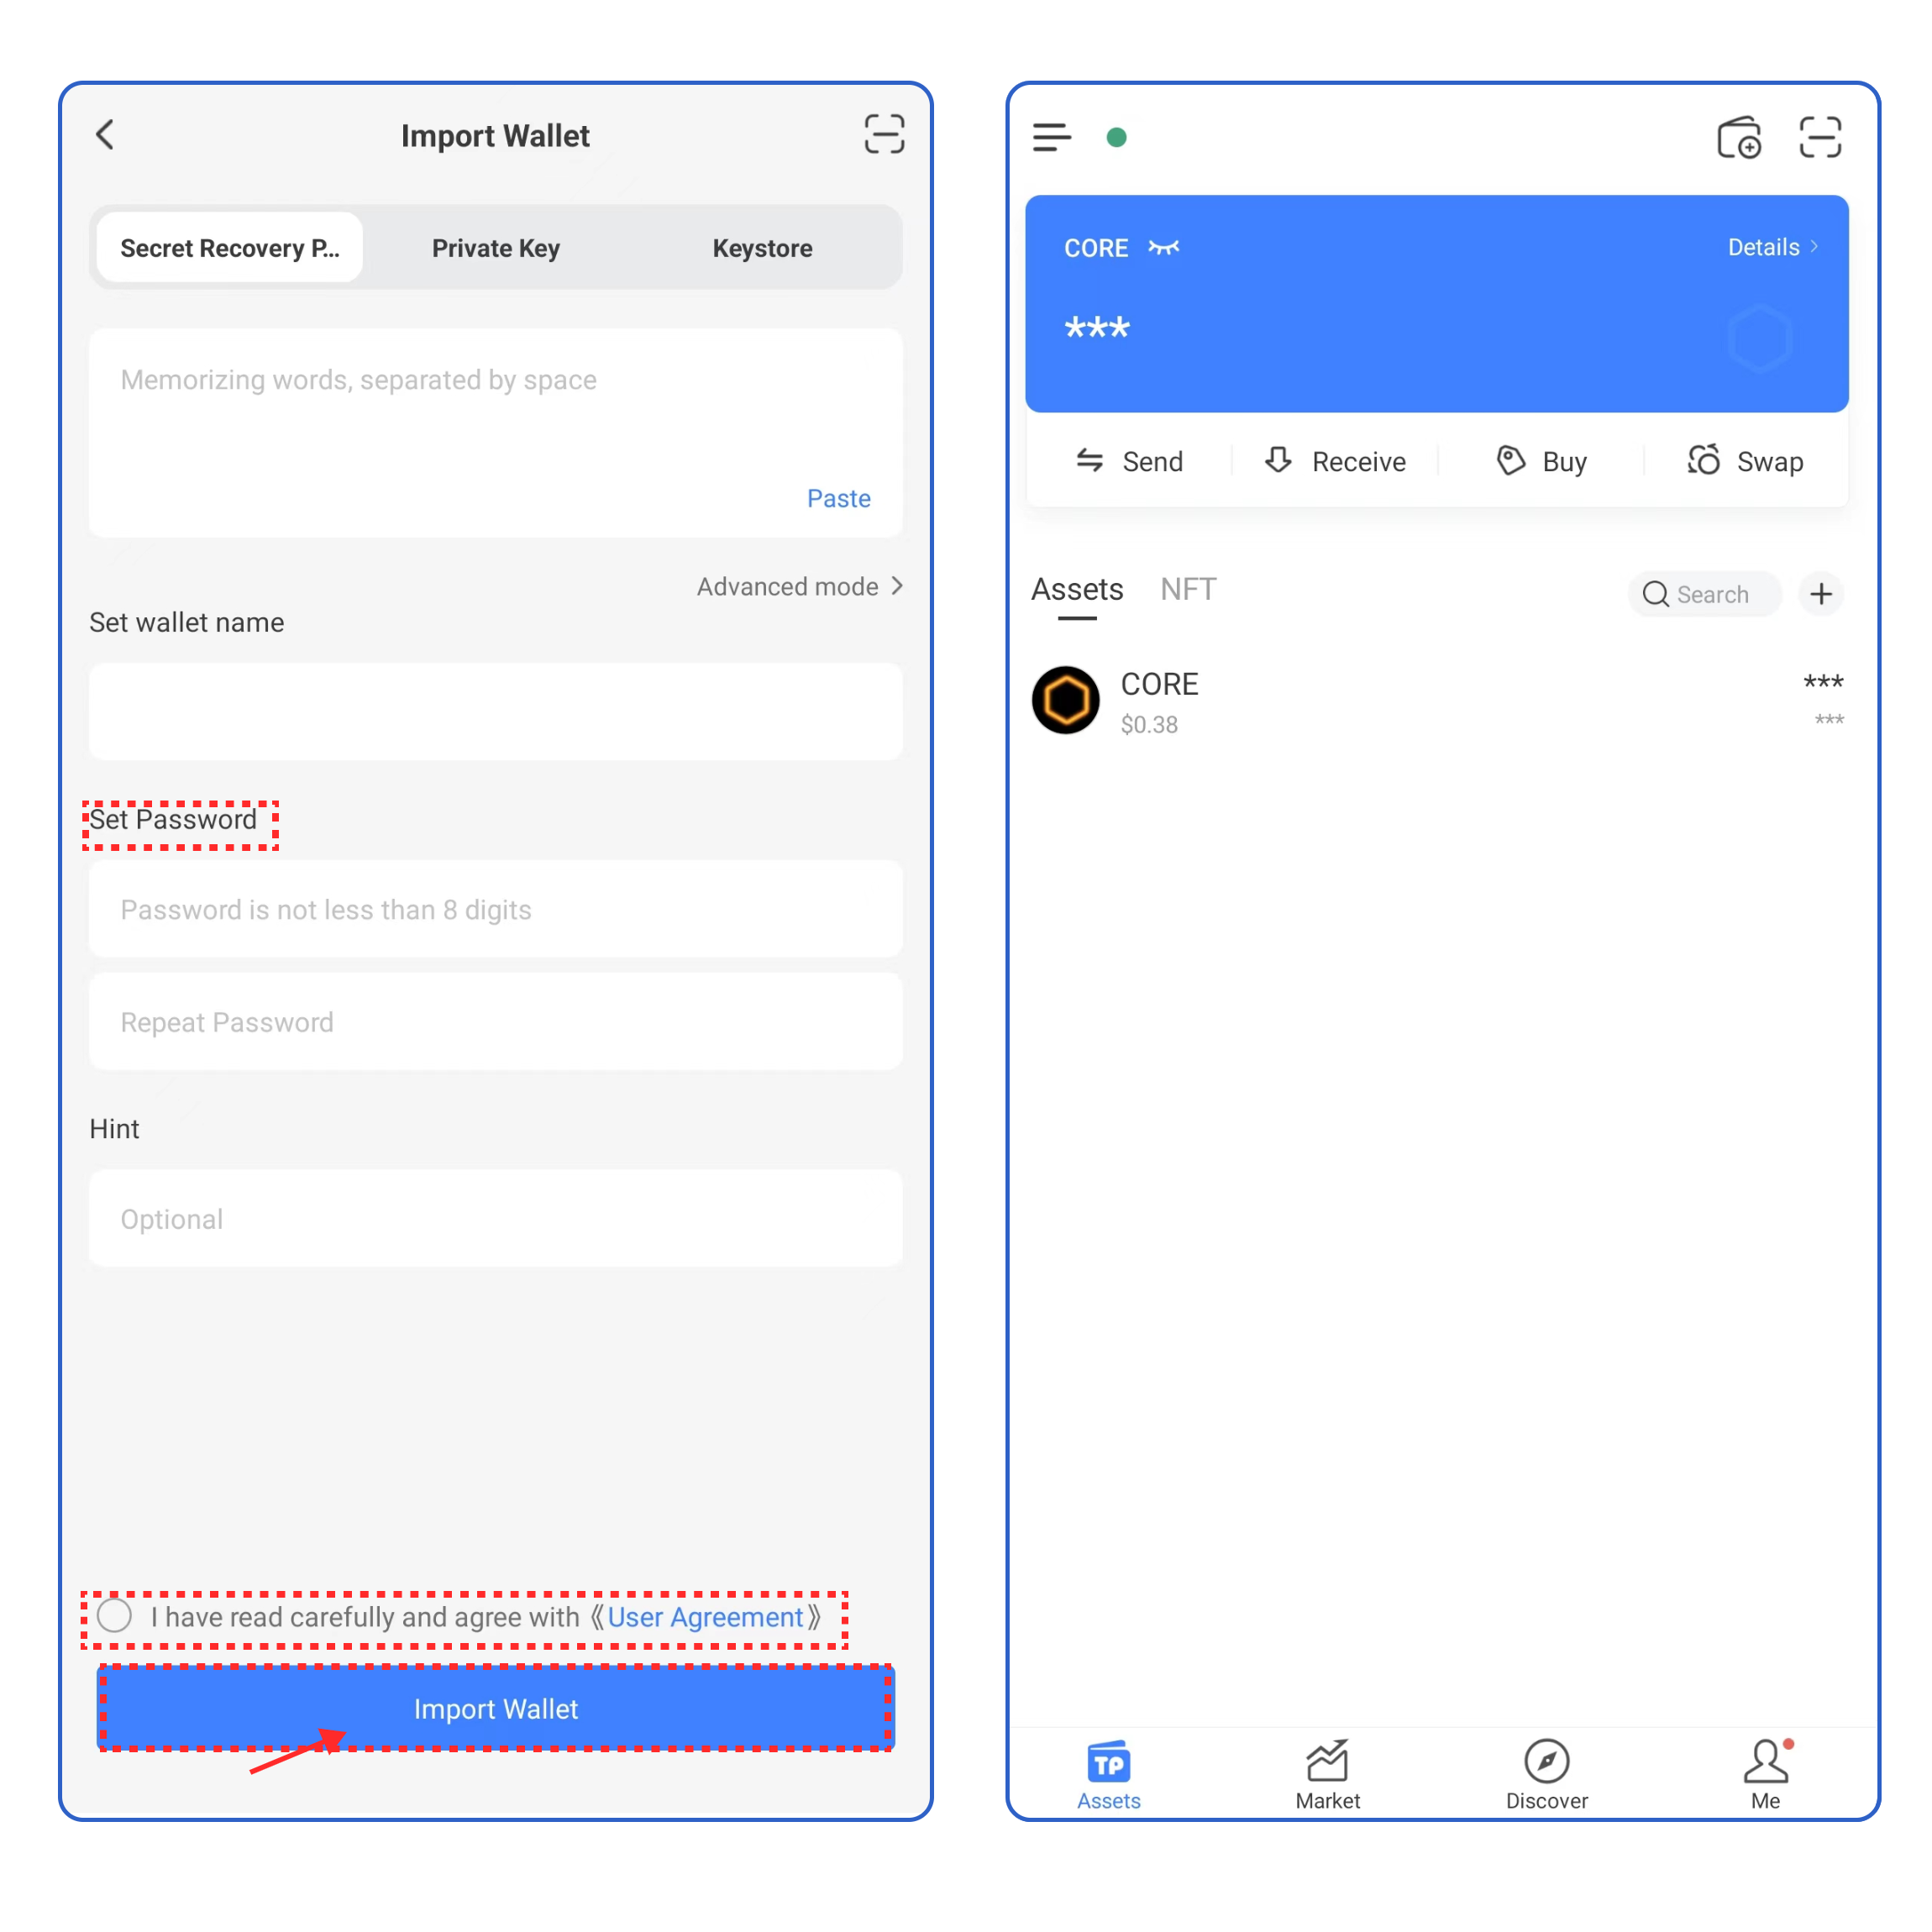 Import Wallet
Secret Recovery P...
Private Key
Keystore
Memorizing words, separated by space
Paste
Advanced mode
Set wallet name
Set Password
Password is not less than 8 digits
Repeat Password
Hint
Optional
I have read carefully and agree with《User Agreement》
Import Wallet
CORE
Details
***
Send
Receive
Buy
Swap
Assets
NFT
Search
CORE
***
$0.38
***
TP
Assets
Market
Discover
Me